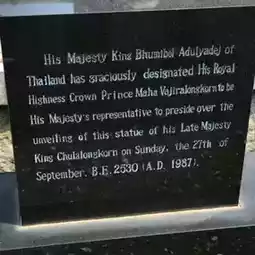 His Majesty King Bhumibol Adulyadej of
Thailand has graciously designated His Royal
Highness Crown Prince Maha Vajiralongkorn to be
His Majesty's representative to preside over the
unveiling of this statue of his Late Majesty
King Chulalongkorn on Sunday, the 27th of
September, B.E. 2530 (A.D. 1987).